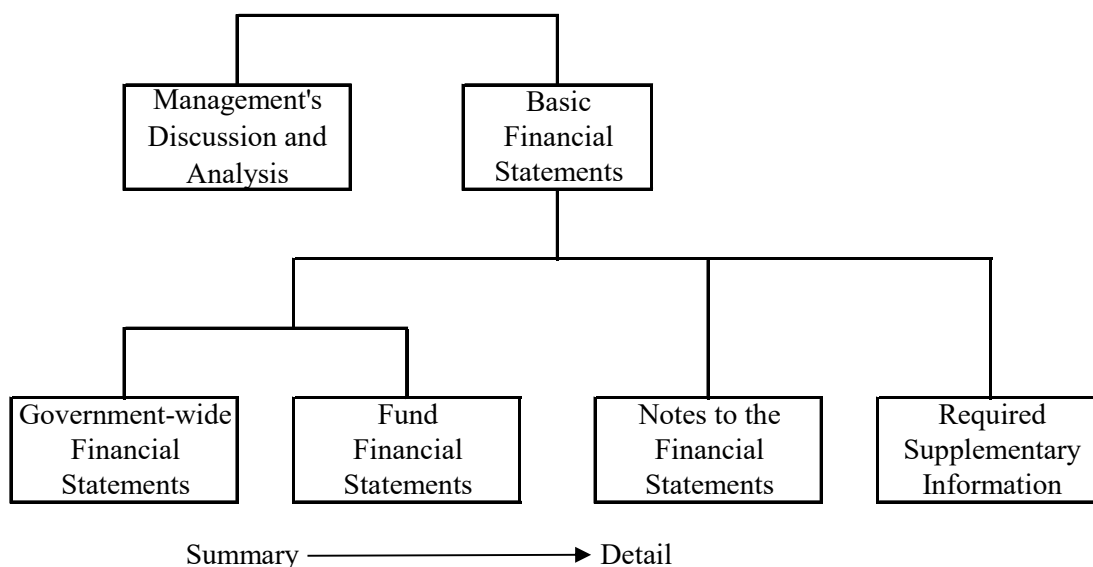 Management's
Discussion and
Analysis
Basic
Financial
Statements
Government-wide
Financial
Statements
Fund
Financial
Statements
Notes to the
Financial
Statements
Required
Supplementary
Information
Summary
Detail